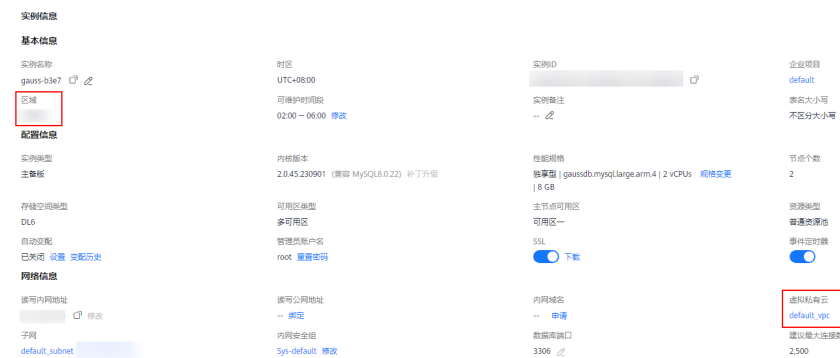 实例信息
基本信息
实例名称 时区 实例ID 企业项目
gauss-b3e7 UTC+08:00 default
区域 可维护时间段 实例备注 表名大小写
02:00 — 06:00 修改 -- 不区分大小写
配置信息
实例类型 内核版本 性能规格 节点个数
主备版 2.0.45.230901 (兼容 MySQL8.0.22) 补丁升级 独享型 | gaussdb.mysql.large.arm.4 | 2 vCPUs 规格变更 2
| 8 GB
存储空间类型 可用区类型 主节点可用区 资源类型
DL6 多可用区 可用区一 普通资源池
自动变配 管理员账户名 SSL 事件定时器
已关闭 设置 变配历史 root 重置密码 下载
网络信息
读写内网地址 读写公网地址 内网域名 虚拟私有云
修改 -- 绑定 -- 申请 default_vpc
子网 内网安全组 数据库端口 建议最大连接数
default_subnet Sys-default 修改 3306 2,500